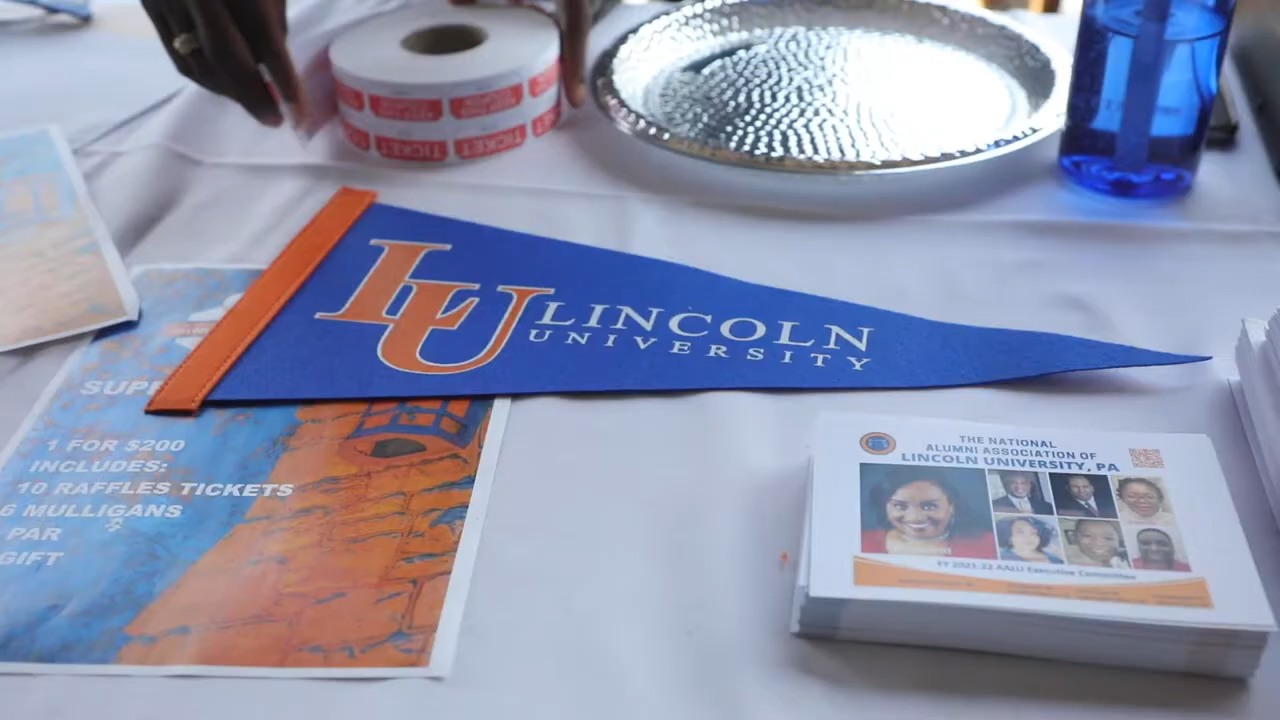 TICKET
TICKET
LU
LINCOLN
UNIVERSITY
1 FOR $200
INCLUDES:
10 RAFFLES TICKETS
6 MULLIGANS
PAR
GIFT
THE NATIONAL
ALUMNI ASSOCIATION OF
LINCOLN UNIVERSITY, PA
FY 2021-22 AALU Executive Committee